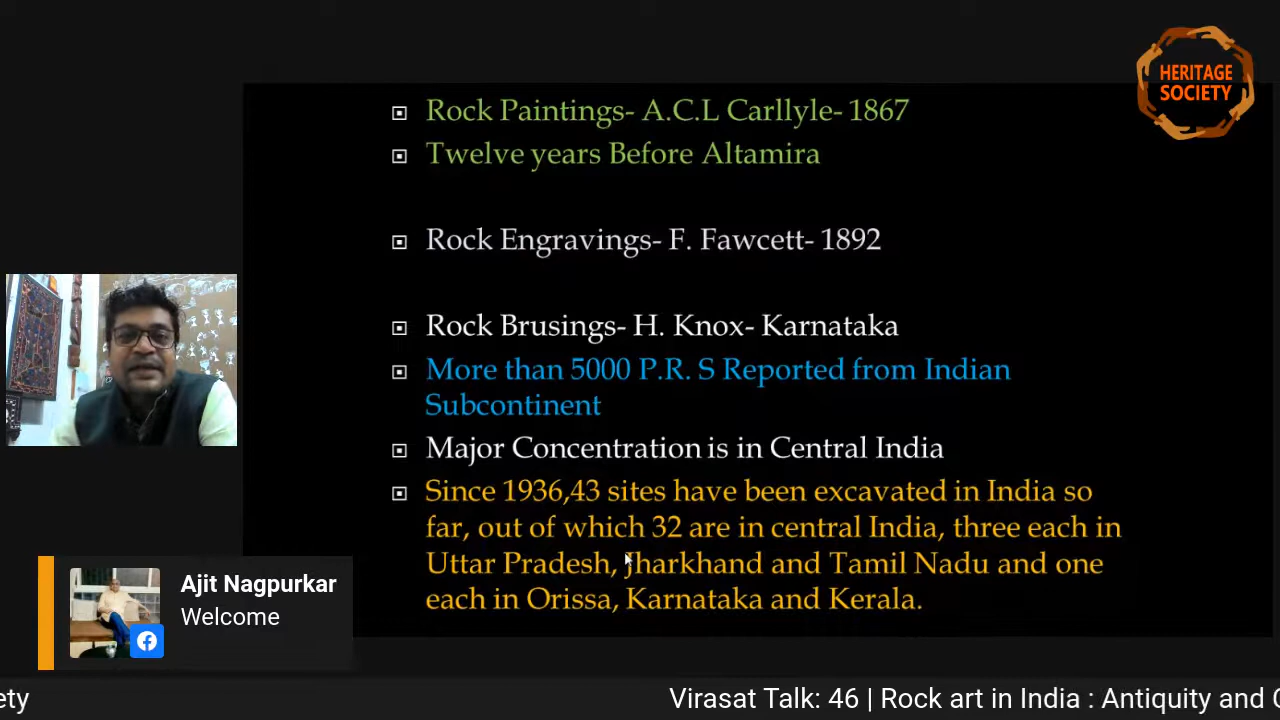 HERITAGE
SOCIETY
Rock Paintings- A.C.L Carllyle- 1867
Twelve years Before Altamira
Rock Engravings- F. Fawcett- 1892
Rock Brusings- H. Knox- Karnataka
More than 5000 P.R. S Reported from Indian
Subcontinent
Major Concentration is in Central India
Since 1936,43 sites have been excavated in India so
far, out of which 32 are in central India, three each in
Uttar Pradesh, Jharkhand and Tamil Nadu and one
each in Orissa, Karnataka and Kerala.
Ajit Nagpurkar
Welcome
ety Virasat Talk: 46 | Rock art in India : Antiquity and